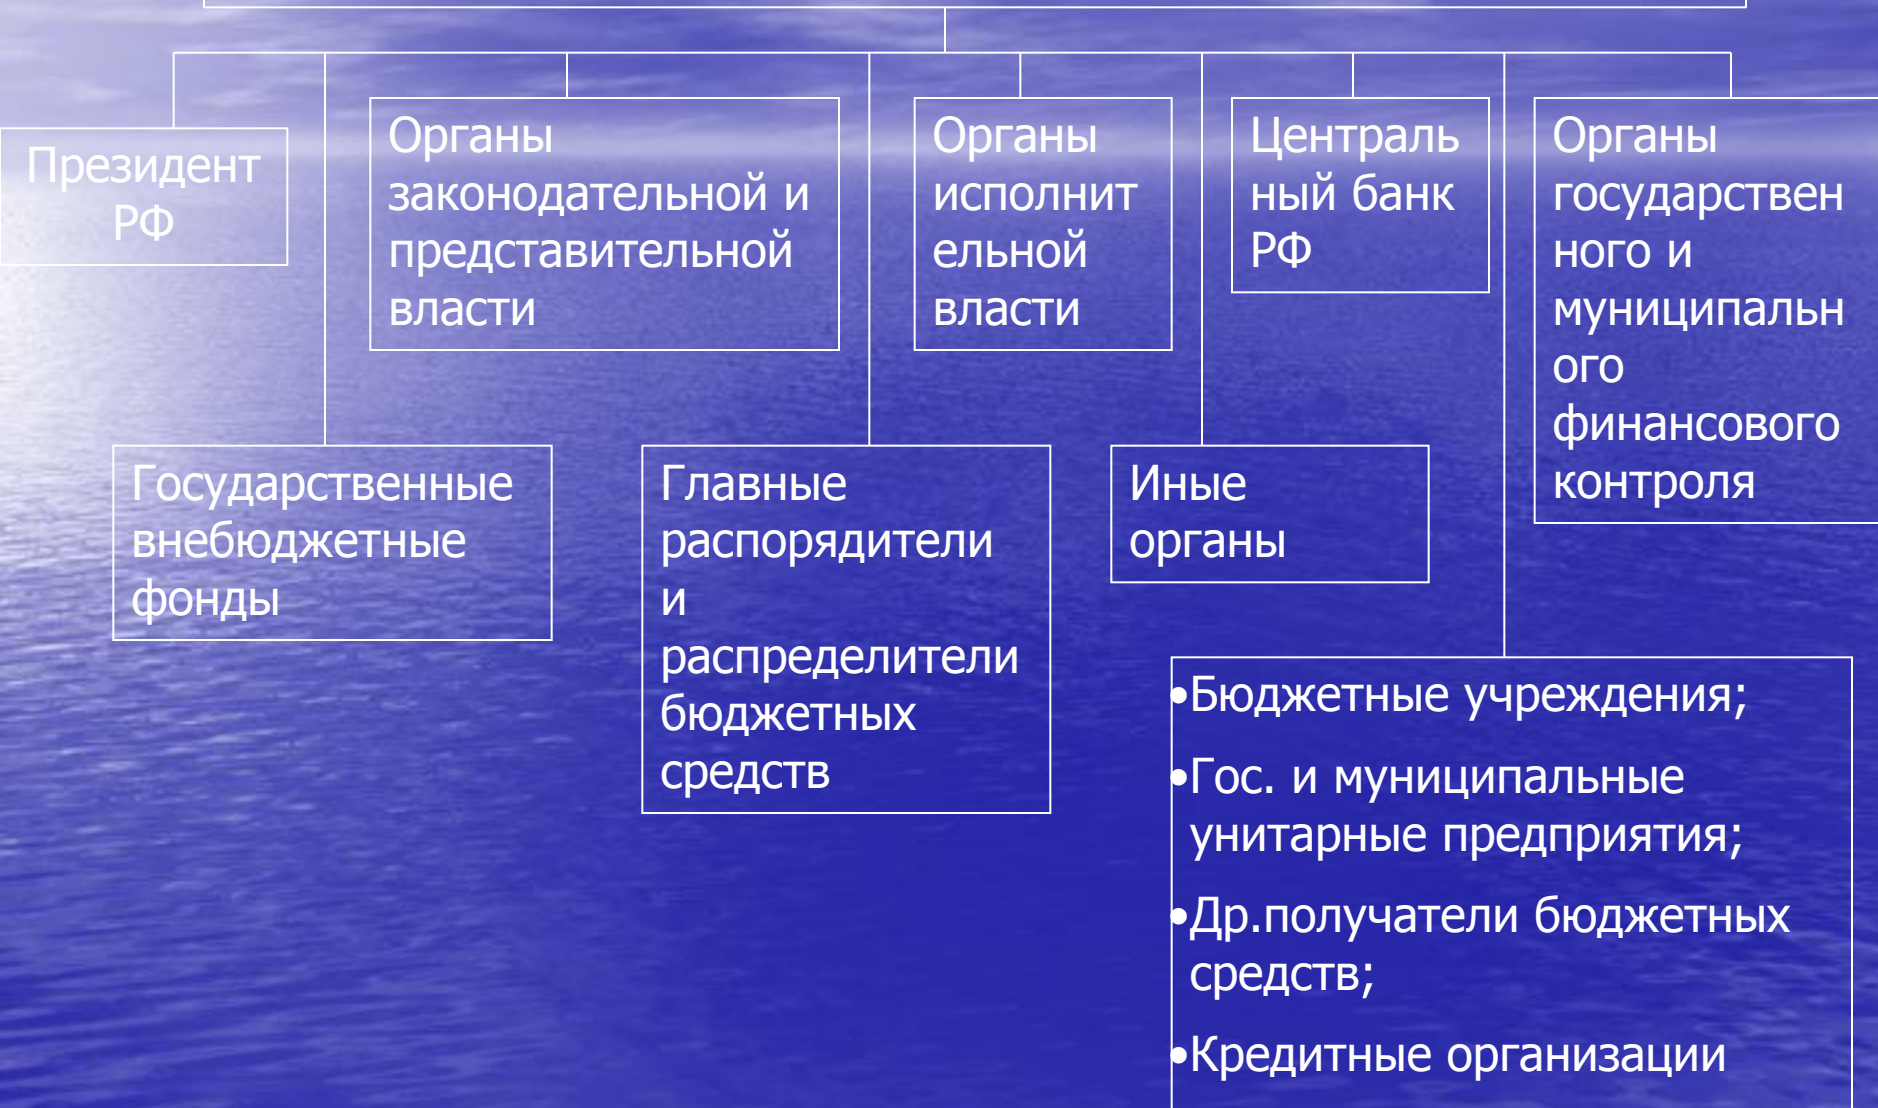 Президент
РФ
Органы
законодательной и
представительной
власти
Органы
исполнит
ельной
власти
Централь
ный банк
РФ
Органы
государствен
ного и
муниципальн
ого
финансового
контроля
Государственные
внебюджетные
фонды
Главные
распорядители
и
распределители
бюджетных
средств
Иные
органы
•Бюджетные учреждения;
•Гос. и муниципальные
унитарные предприятия;
•Др.получатели бюджетных
средств;
•Кредитные организации